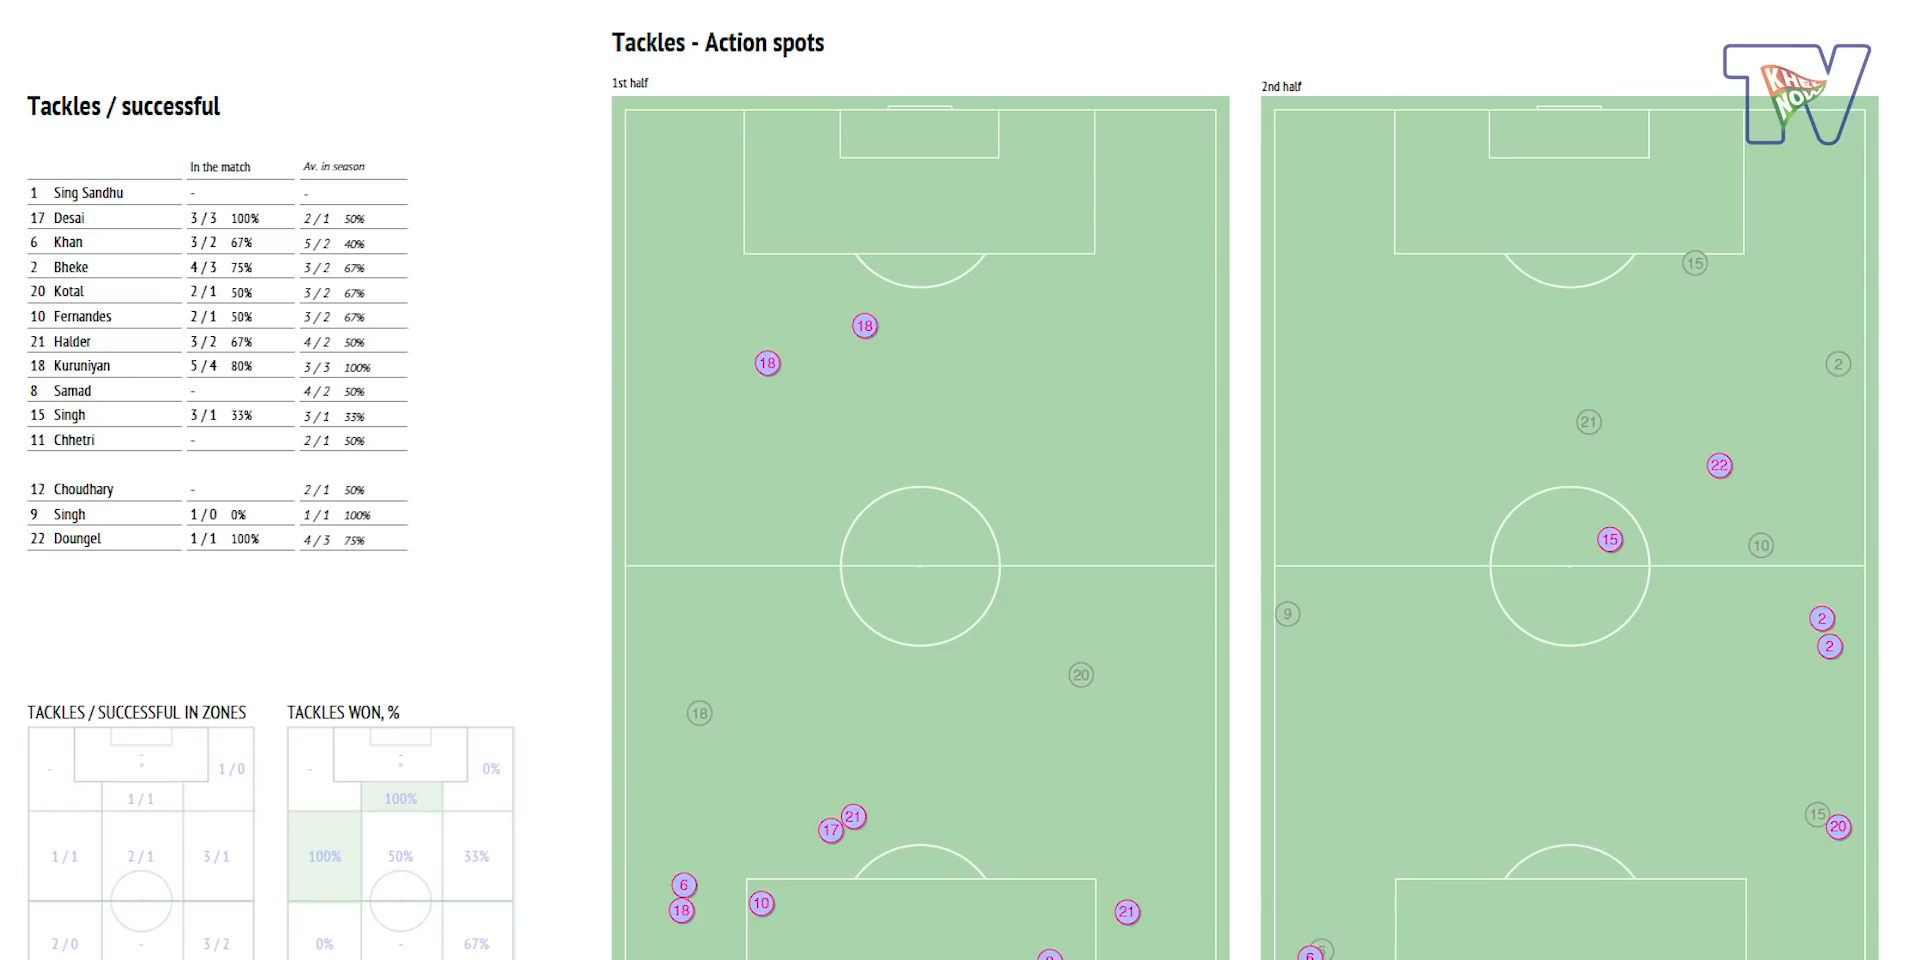 Tackles - Action spots
1st half
2nd half
TV
KHEL
NOW
Tackles / successful
In the match Av. in season
1 Sing Sandhu - -
17 Desai 3 / 3 100% 2 / 1 50%
6 Khan 3 / 2 67% 5 / 2 40%
2 Bheke 4 / 3 75% 3 / 2 67%
20 Kotal 2 / 1 50% 3 / 2 67%
10 Fernandes 2 / 1 50% 3 / 2 67%
21 Halder 3 / 2 67% 4 / 2 50%
18 Kuruniyan 5 / 4 80% 3 / 3 100%
8 Samad - 4 / 2 50%
15 Singh 3 / 1 33% 3 / 1 33%
11 Chhetri - 2 / 1 50%
12 Choudhary - 2 / 1 50%
9 Singh 1 / 0 0% 1 / 1 100%
22 Doungel 1 / 1 100% 4 / 3 75%
TACKLES / SUCCESSFUL IN ZONES
- - 1 / 0
1 / 1
1 / 1 2 / 1 3 / 1
2 / 0 - 3 / 2
TACKLES WON, %
- - 0%
100%
100% 50% 33%
0% - 67%
18
18
20
18
21
17
6
18
10
21
15
2
21
22
15
10
9
2
2
15
20
6